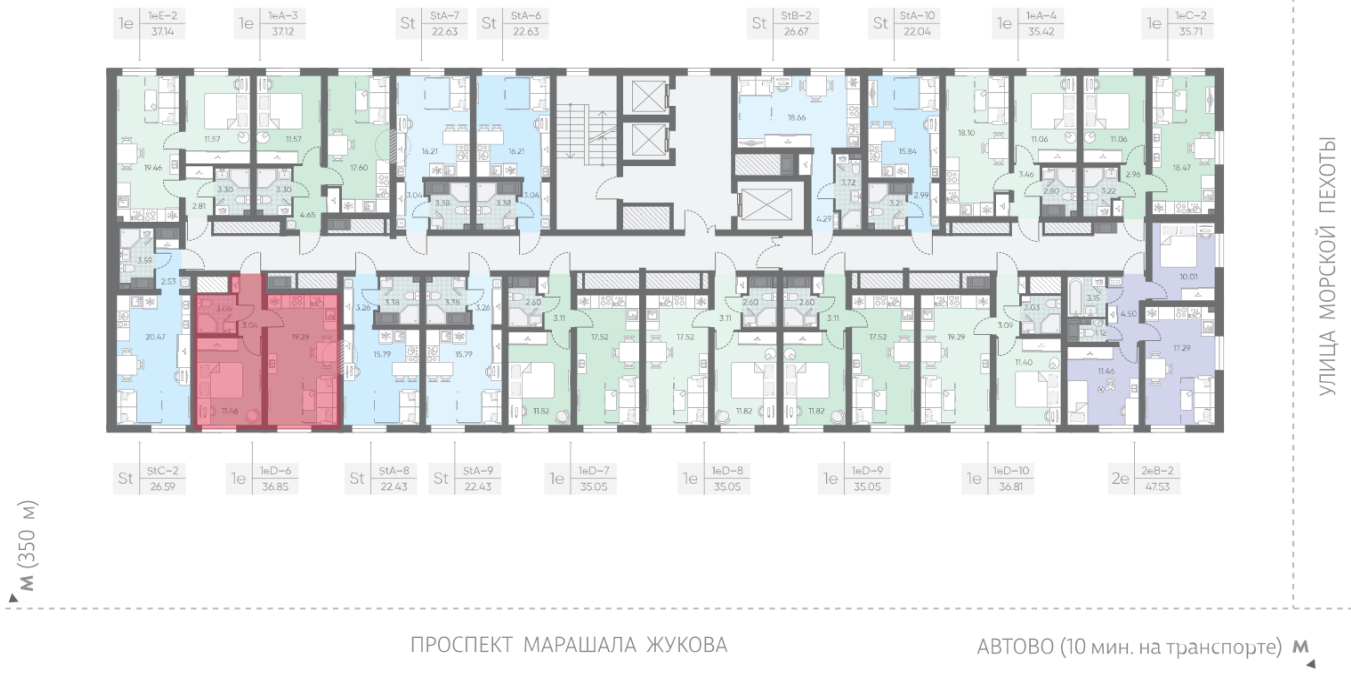 1eE-2
1e 37.14
1eA-3
1e 37.12
StA-7
St 22.63
StA-6
St 22.63
StB-2
St 26.67
StA-10
St 22.04
1eA-4
1e 35.42
1eC-2
1e 35.71
19.46
11.57
11.57
17.60
16.21
16.21
18.66
15.84
18.10
11.06
11.06
18.47
2.81
3.30
3.30
4.65
3.04
3.38
3.38
3.04
4.29
3.72
3.21
2.99
3.46
2.80
3.22
2.96
3.59
2.53
20.47
3.06
3.04
19.29
11.46
3.26
3.78
15.79
3.78
3.26
15.79
2.60
3.11
17.52
11.82
17.52
3.11
2.60
11.82
2.60
3.11
17.52
11.82
19.29
3.09
3.03
11.40
3.15
1.12
4.50
10.01
11.46
17.29
StC-2
St 26.59
1eD-6
1e 36.85
StA-8
St 22.43
StA-9
St 22.43
1eD-7
1e 35.05
1eD-8
1e 35.05
1eD-9
1e 35.05
1eD-10
1e 36.81
2eB-2
2e 47.53
УЛИЦА МОРСКОЙ ПЕХОТЫ
м (350 м)
ПРОСПЕКТ МАРАШАЛА ЖУКОВА
АВТОВО (10 мин. на транспорте) м